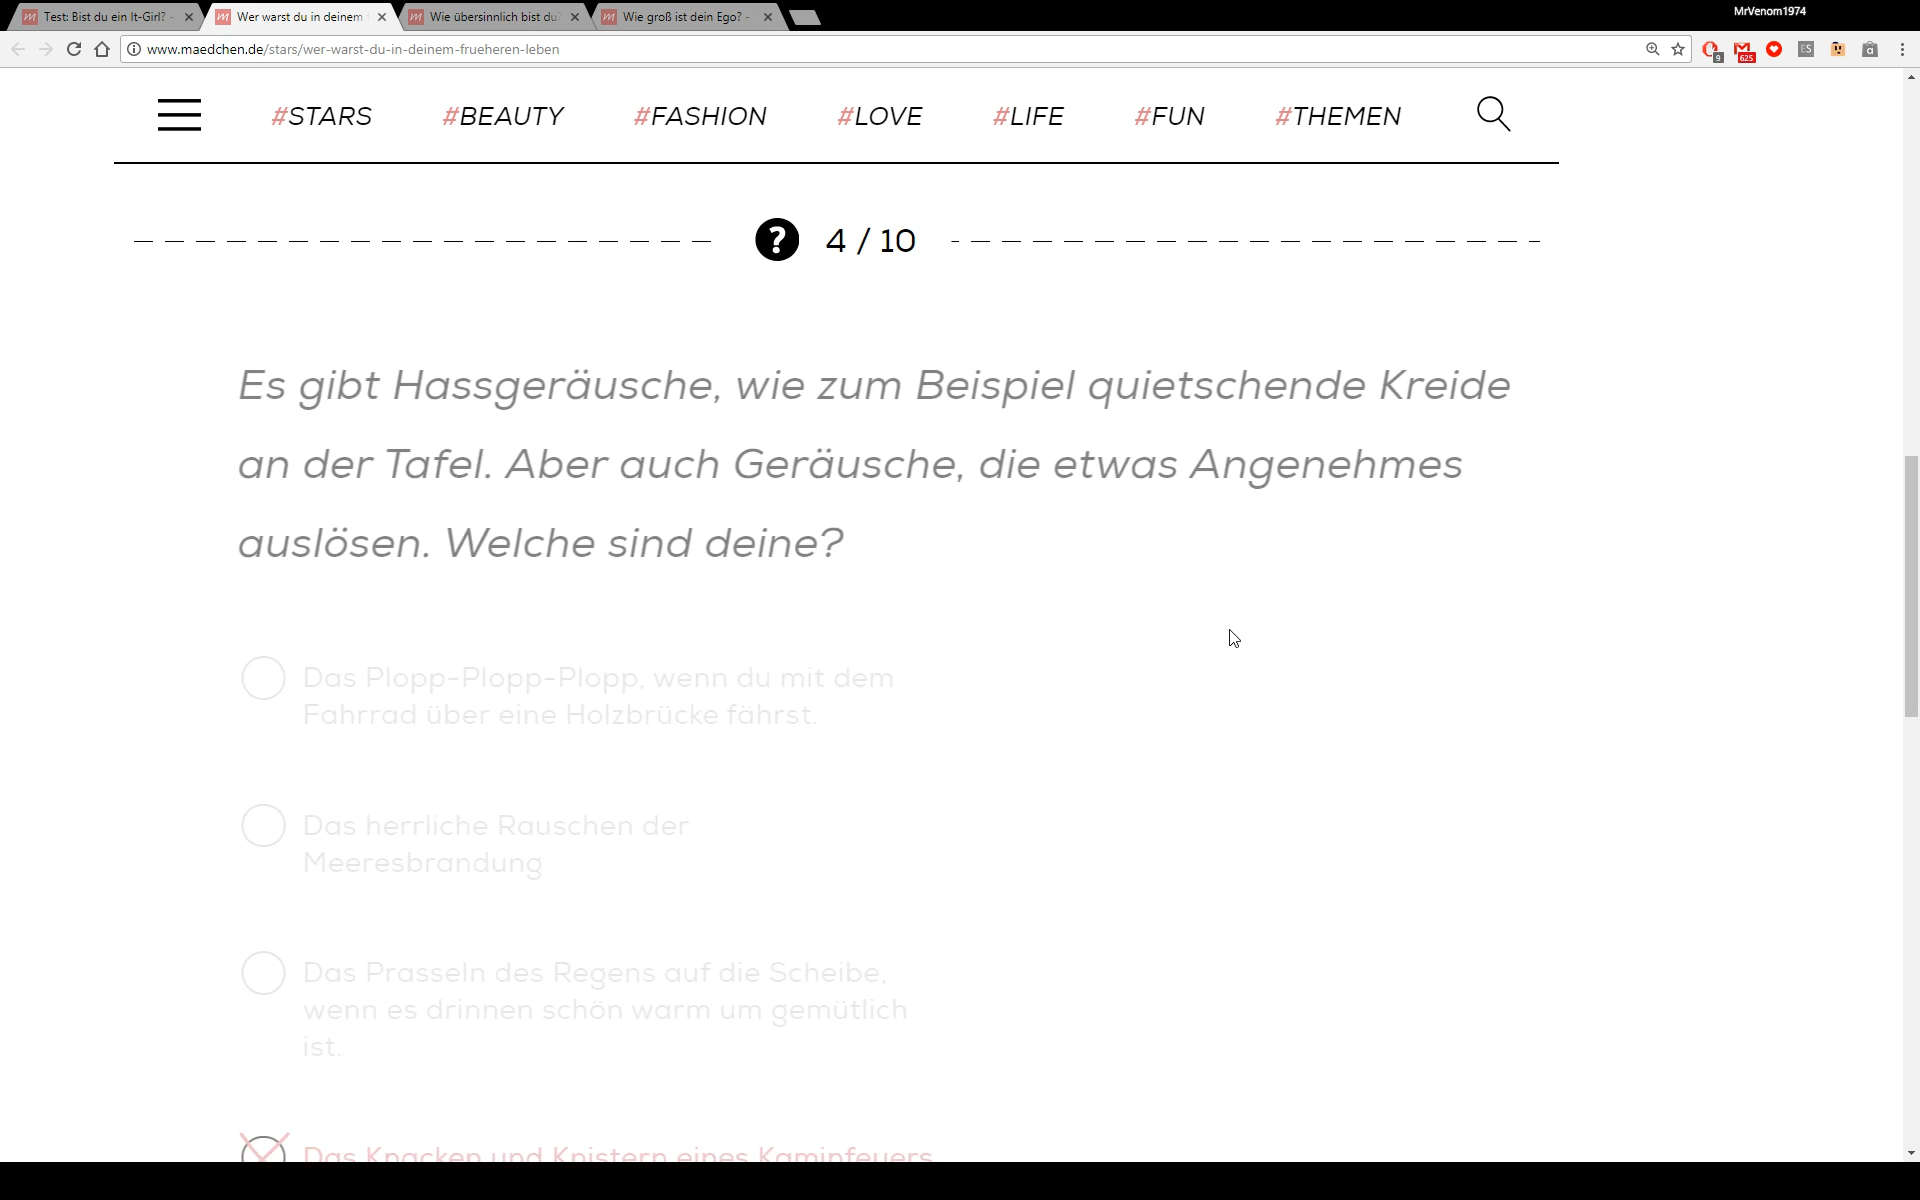 Test: Bist du ein It-Girl? -
Wer warst du in deinem
Wie übersinnlich bist du
Wie groß ist dein Ego? -
MrVenom1974
www.maedchen.de/stars/wer-warst-du-in-deinem-frueheren-leben
9
625
ES
#STARS #BEAUTY #FASHION #LOVE #LIFE #FUN #THEMEN
? 4 / 10
Es gibt Hassgeräusche, wie zum Beispiel quietschende Kreide
an der Tafel. Aber auch Geräusche, die etwas Angenehmes
auslösen. Welche sind deine?
Das Plopp-Plopp-Plopp, wenn du mit dem
Fahrrad über eine Holzbrücke fährst.
Das herrliche Rauschen der
Meeresbrandung
Das Prasseln des Regens auf die Scheibe,
wenn es drinnen schön warm um gemütlich
ist.
Das Knacken und Knistern eines Kaminfeuers